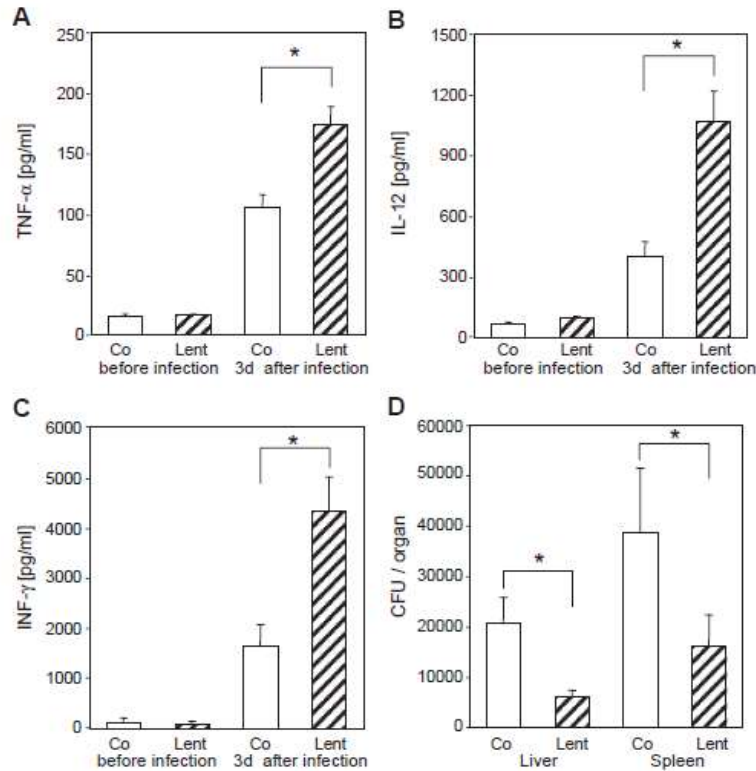 A
250
200
150
100
50
0
TNF-α [pg/ml]
*
Co Lent Co Lent
before infection 3d after infection
B
1500
1200
900
600
300
0
IL-12 [pg/ml]
*
Co Lent Co Lent
before infection 3d after infection
C
6000
5000
4000
3000
2000
1000
0
INF-γ [pg/ml]
*
Co Lent Co Lent
before infection 3d after infection
D
60000
50000
40000
30000
20000
10000
0
CFU / organ
*
*
Co Lent Co Lent
Liver Spleen